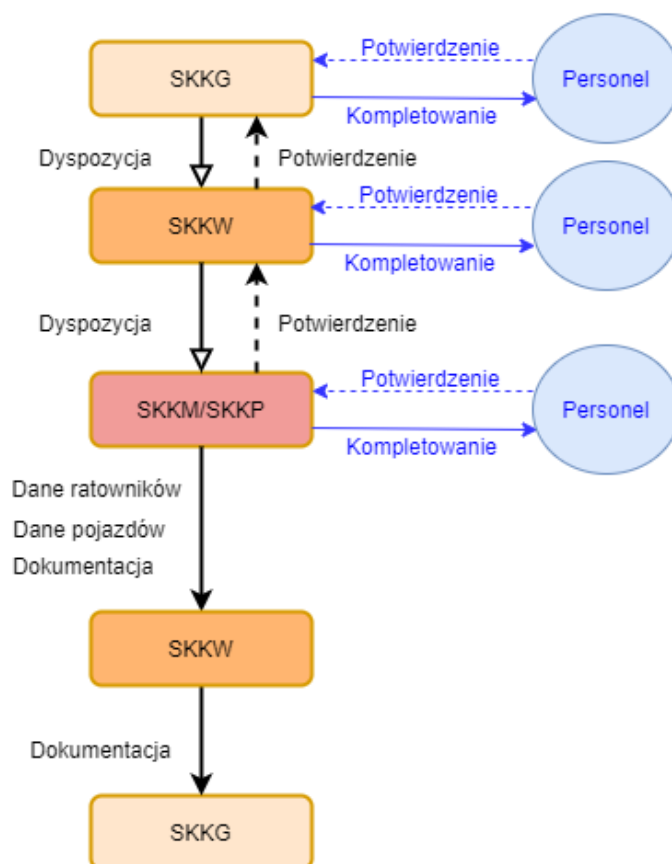 Potwierdzenie
SKKG
Personel
Kompletowanie
Dyspozycja
Potwierdzenie
Potwierdzenie
SKKW
Personel
Kompletowanie
Dyspozycja
Potwierdzenie
Potwierdzenie
SKKM/SKKP
Personel
Kompletowanie
Dane ratowników
Dane pojazdów
Dokumentacja
SKKW
Dokumentacja
SKKG